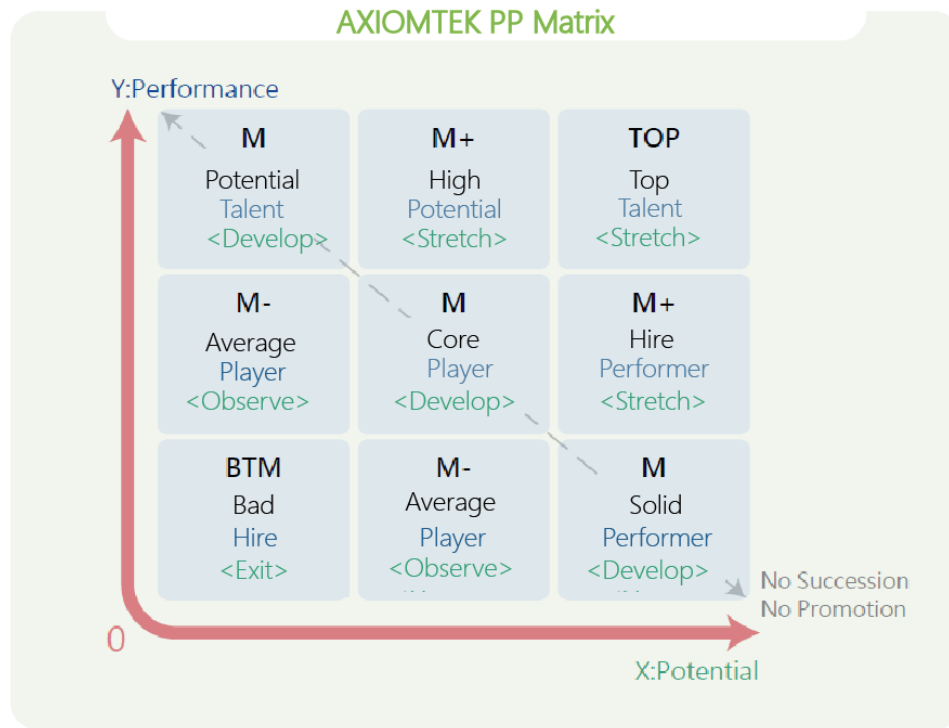 AXIOMTEK PP Matrix
Y:Performance
M
Potential
Talent
<Develop>
M+
High
Potential
<Stretch>
TOP
Top
Talent
<Stretch>
M-
Average
Player
<Observe>
M
Core
Player
<Develop>
M+
Hire
Performer
<Stretch>
BTM
Bad
Hire
<Exit>
M-
Average
Player
<Observe>
M
Solid
Performer
<Develop>
No Succession
No Promotion
0
X:Potential